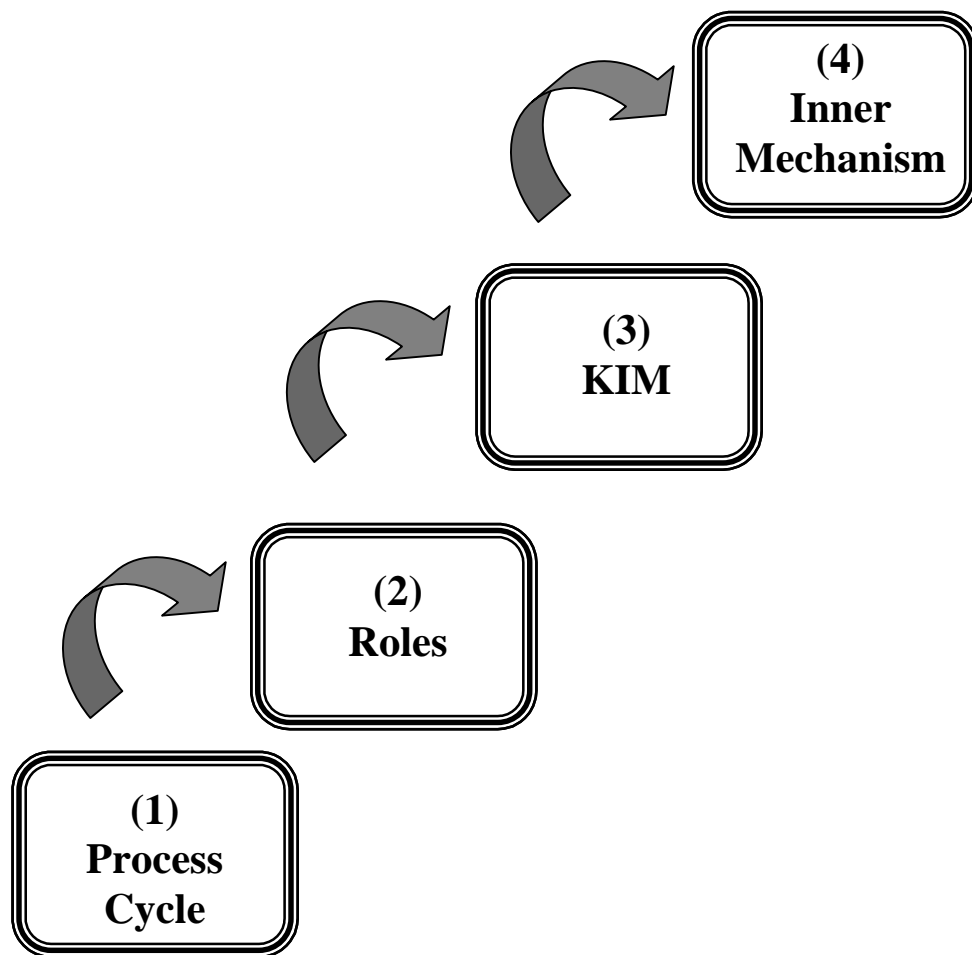 (4)
Inner
Mechanism
(3)
KIM
(2)
Roles
(1)
Process
Cycle